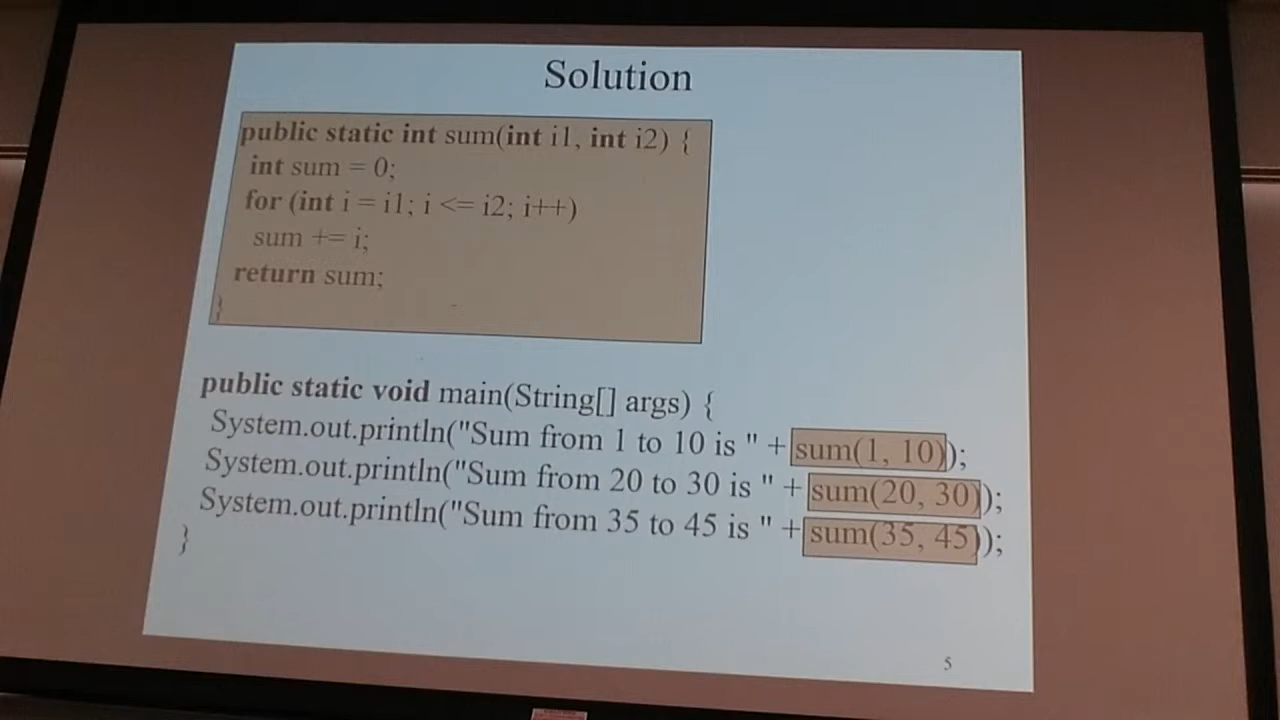 Solution
public static int sum(int i1, int i2) {
int sum = 0;
for (int i = i1; i <= i2; i++)
sum += i;
return sum;
}
public static void main(String[] args) {
System.out.println("Sum from 1 to 10 is " + sum(1, 10));
System.out.println("Sum from 20 to 30 is " + sum(20, 30));
System.out.println("Sum from 35 to 45 is " + sum(35, 45));
}
5